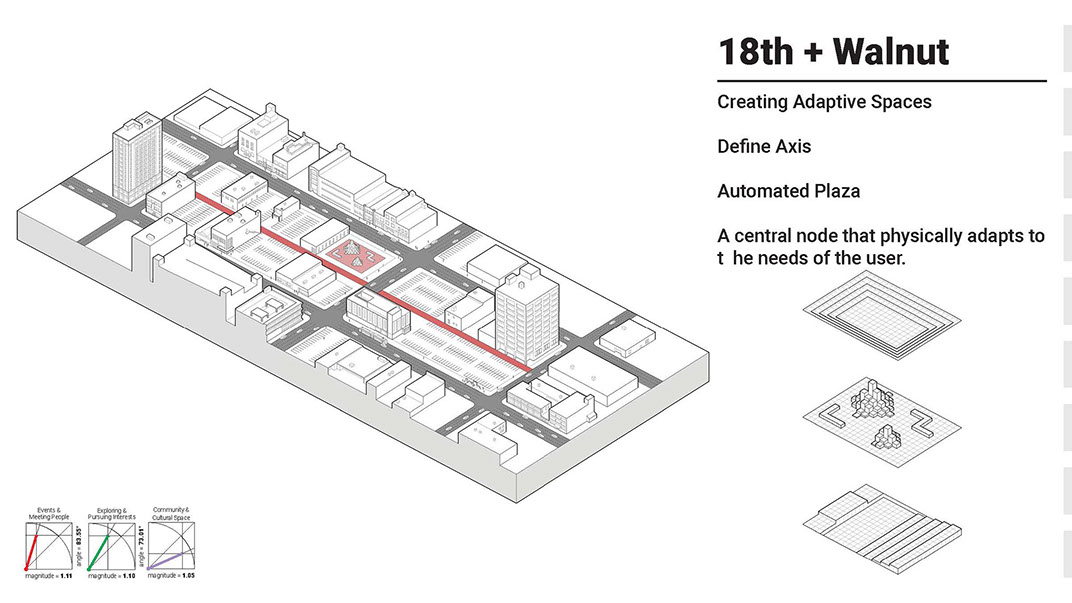 18th + Walnut
Creating Adaptive Spaces
Define Axis
Automated Plaza
A central node that physically adapts to
t he needs of the user.
Events &
Meeting People
angle = 83.55°
magnitude = 1.11
Exploring &
Pursuing Interests
angle = 73.01°
magnitude = 1.10
Community &
Cultural Space
magnitude = 1.05